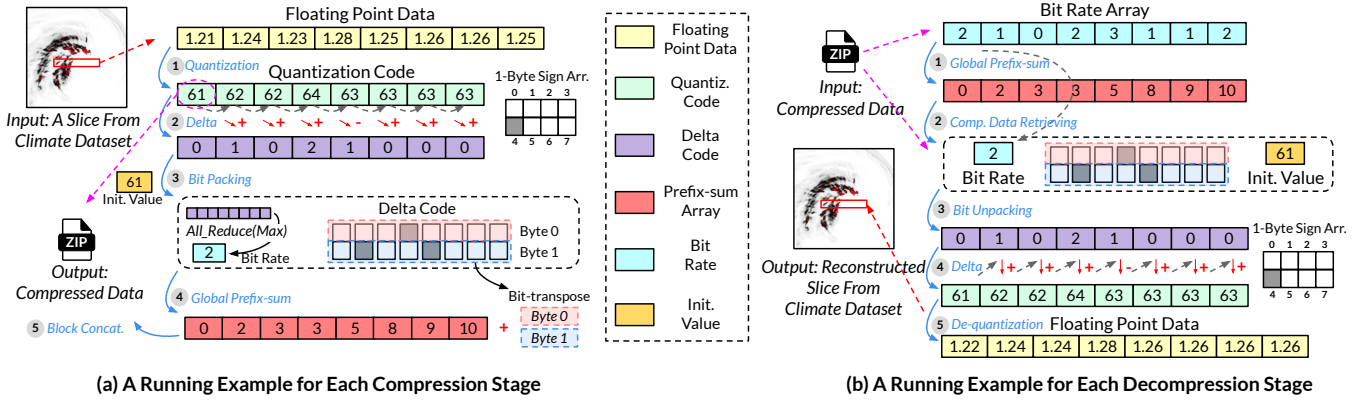 Floating Point Data
1.21 1.24 1.23 1.28 1.25 1.26 1.26 1.25
1 Quantization
Quantization Code
61 62 62 64 63 63 63 63
1-Byte Sign Arr.
0 1 2 3
4 5 6 7
Input: A Slice From
Climate Dataset
2 Delta
+ + + - + + +
0 1 0 2 1 0 0 0
3 Bit Packing
61
Init. Value
Delta Code
All_Reduce(Max)
2
Bit Rate
Byte 0
Byte 1
ZIP
Output:
Compressed Data
4 Global Prefix-sum
Bit-transpose
5 Block Concat.
0 2 3 3 5 8 9 10
+
Byte 0
Byte 1
(a) A Running Example for Each Compression Stage
Floating
Point Data
Quantiz.
Code
Delta
Code
Prefix-sum
Array
Bit
Rate
Init.
Value
Bit Rate Array
2 1 0 2 3 1 1 2
ZIP
Input:
Compressed Data
1 Global Prefix-sum
0 2 3 3 5 8 9 10
2 Comp. Data Retrieving
2
Bit Rate
61
Init. Value
3 Bit Unpacking
0 1 0 2 1 0 0 0
1-Byte Sign Arr.
0 1 2 3
4 5 6 7
4 Delta
+ + + - + + +
Output: Reconstructed
Slice From
Climate Dataset
61 62 62 64 63 63 63 63
5 De-quantization
Floating Point Data
1.22 1.24 1.24 1.28 1.26 1.26 1.26 1.26
(b) A Running Example for Each Decompression Stage